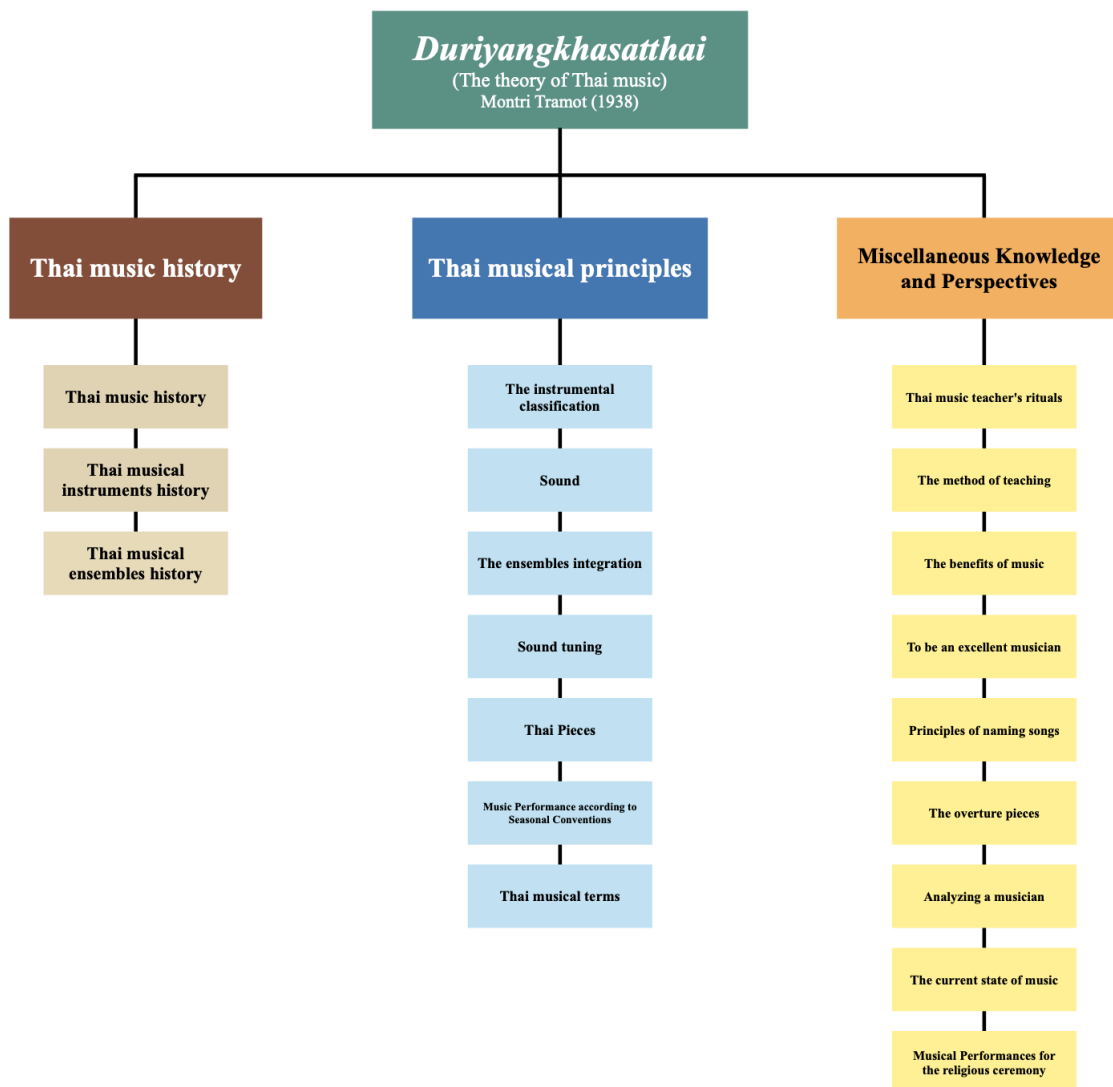 Duriyangkhasatthai
(The theory of Thai music)
Montri Tramot (1938)
Thai music history
Thai music history
Thai musical
instruments history
Thai musical
ensembles history
Thai musical principles
The instrumental
classification
Sound
The ensembles integration
Sound tuning
Thai Pieces
Music Performance according to
Seasonal Conventions
Thai musical terms
Miscellaneous Knowledge
and Perspectives
Thai music teacher's rituals
The method of teaching
The benefits of music
To be an excellent musician
Principles of naming songs
The overture pieces
Analyzing a musician
The current state of music
Musical Performances for
the religious ceremony